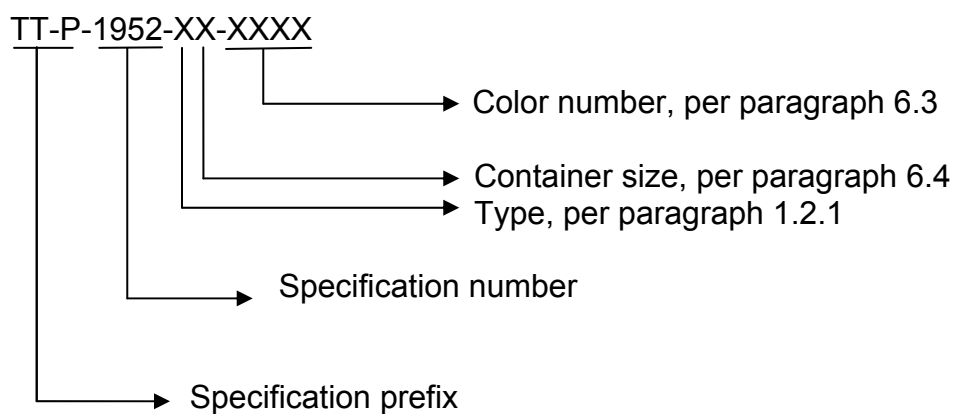 TT-P-1952-XX-XXXX
Color number, per paragraph 6.3
Container size, per paragraph 6.4
Type, per paragraph 1.2.1
Specification number
Specification prefix